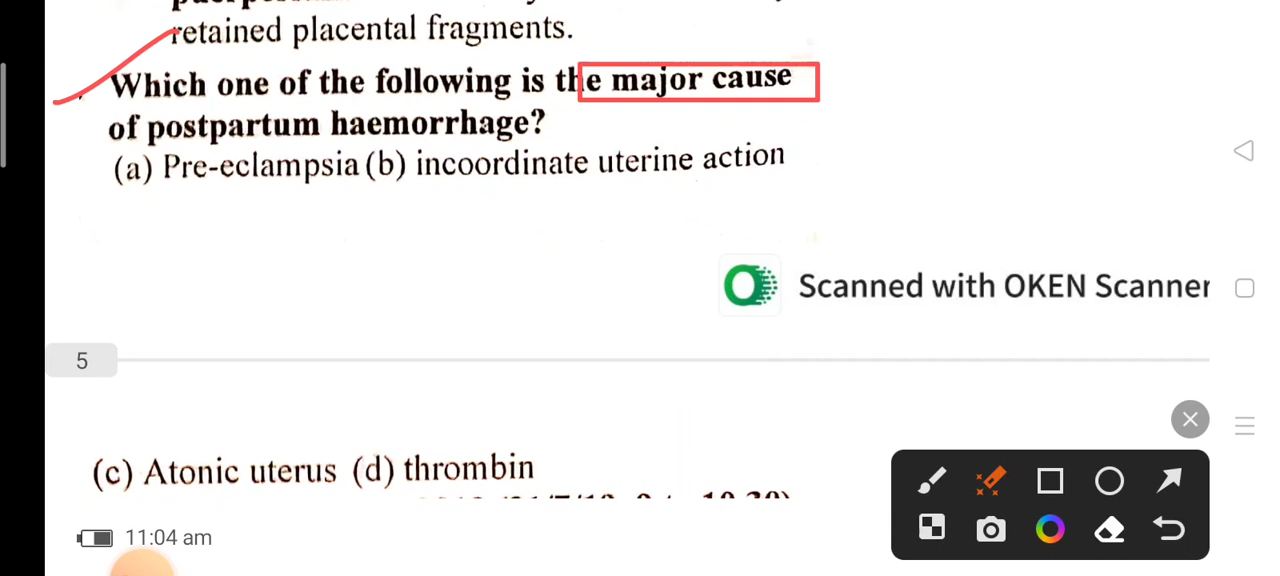 retained placental fragments.
Which one of the following is the major cause
of postpartum haemorrhage?
(a) Pre-eclampsia (b) incoordinate uterine action
Scanned with OKEN Scanner
5
(c) Atonic uterus (d) thrombin
11:04 am